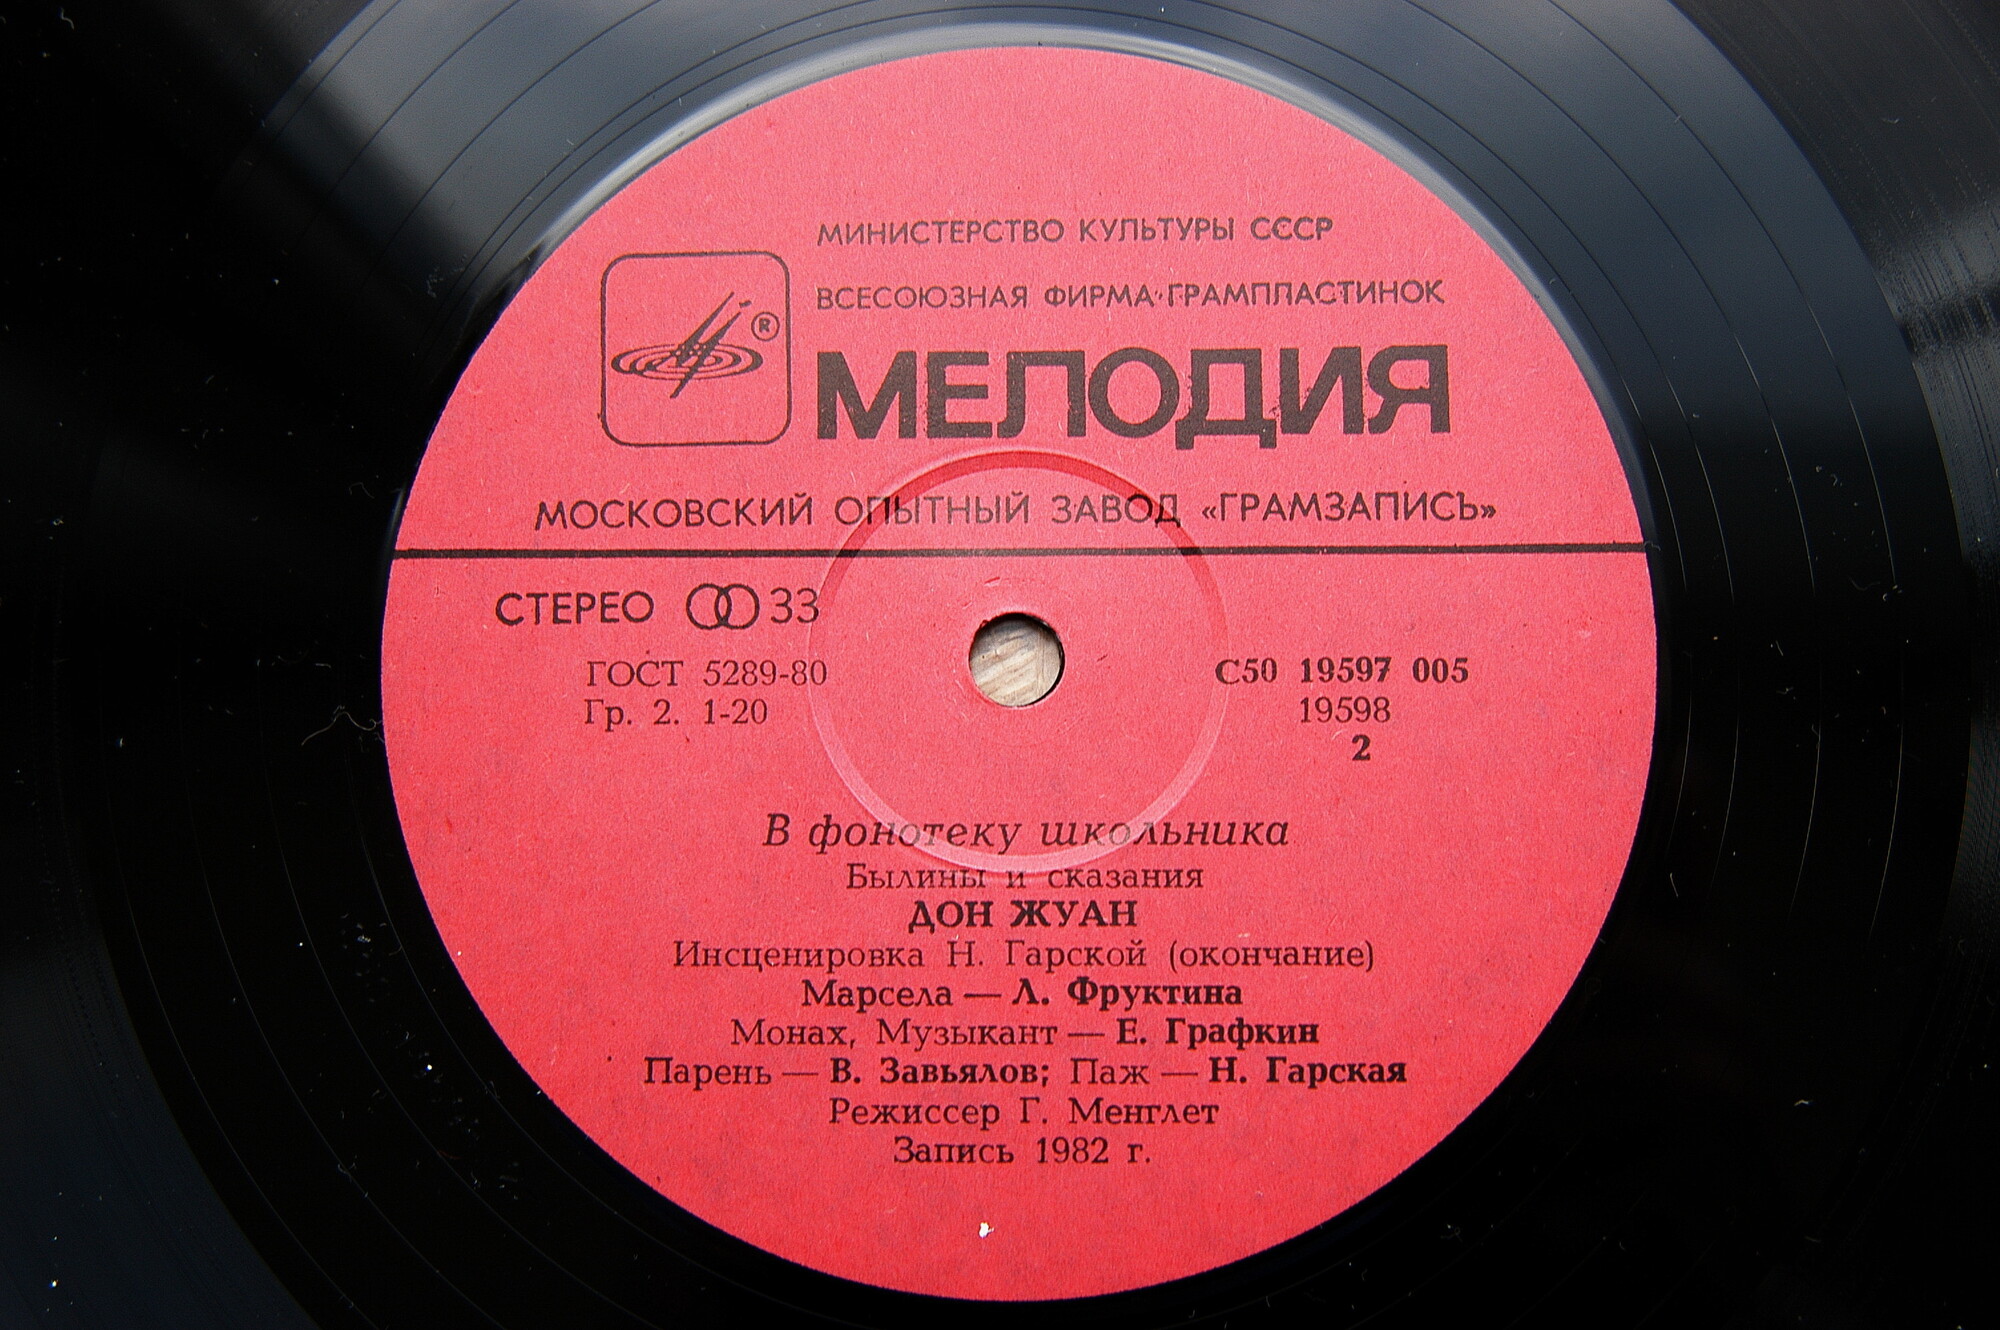 МИНИСТЕРСТВО КУЛЬТУРЫ СССР
ВСЕСОЮЗНАЯ ФИРМА·ГРАМПЛАСТИНОК
®
МЕЛОДИЯ
МОСКОВСКИЙ ОПЫТНЫЙ ЗАВОД «ГРАМЗАПИСЬ»
СТЕРЕО 33
ГОСТ 5289-80
Гр. 2. 1-20
С50 19597 005
19598
2
В фонотеку школьника
Былины и сказания
ДОН ЖУАН
Инсценировка Н. Гарской (окончание)
Марсела — Л. Фруктина
Монах, Музыкант — Е. Графкин
Парень — В. Завьялов; Паж — Н. Гарская
Режиссер Г. Менглет
Запись 1982 г.